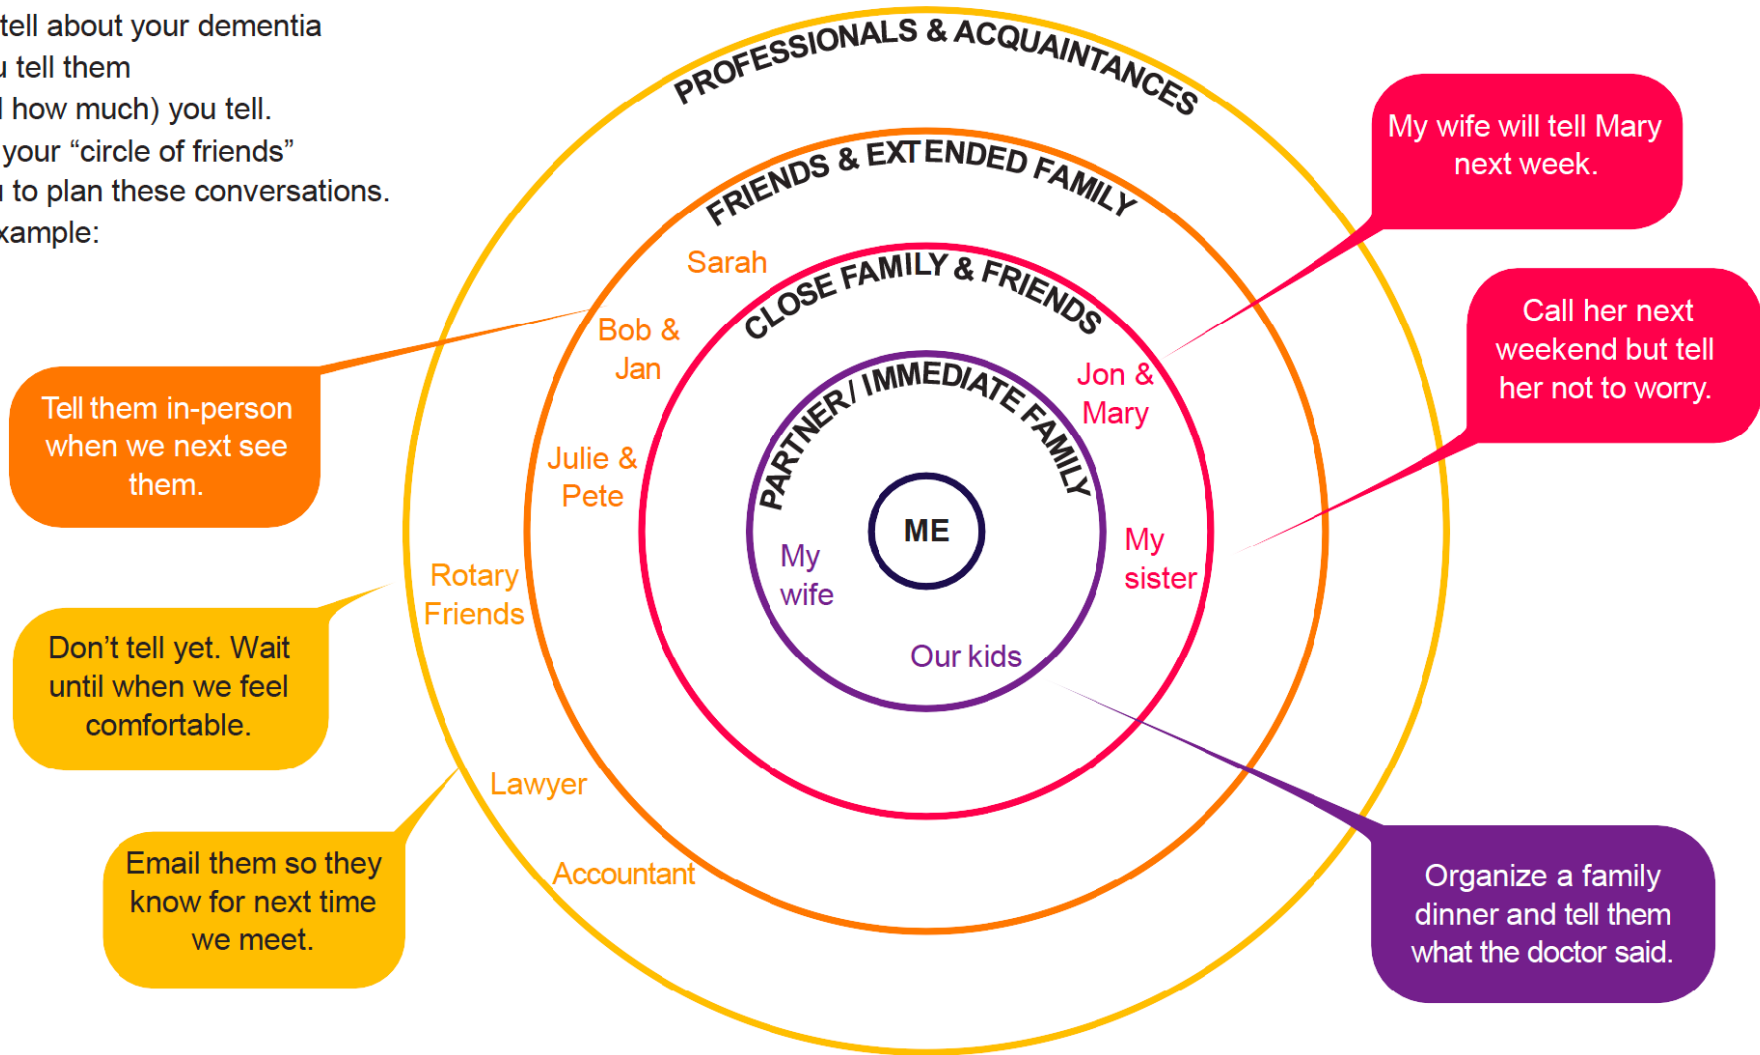 tell about your dementia
u tell them
l how much) you tell.
your “circle of friends”
u to plan these conversations.
xample:
PROFESSIONALS & ACQUAINTANCES
FRIENDS & EXTENDED FAMILY
CLOSE FAMILY & FRIENDS
PARTNER / IMMEDIATE FAMILY
ME
My
wife
Our kids
Jon &
Mary
My
sister
Sarah
Bob &
Jan
Julie &
Pete
Rotary
Friends
Lawyer
Accountant
My wife will tell Mary
next week.
Call her next
weekend but tell
her not to worry.
Tell them in-person
when we next see
them.
Don’t tell yet. Wait
until when we feel
comfortable.
Email them so they
know for next time
we meet.
Organize a family
dinner and tell them
what the doctor said.